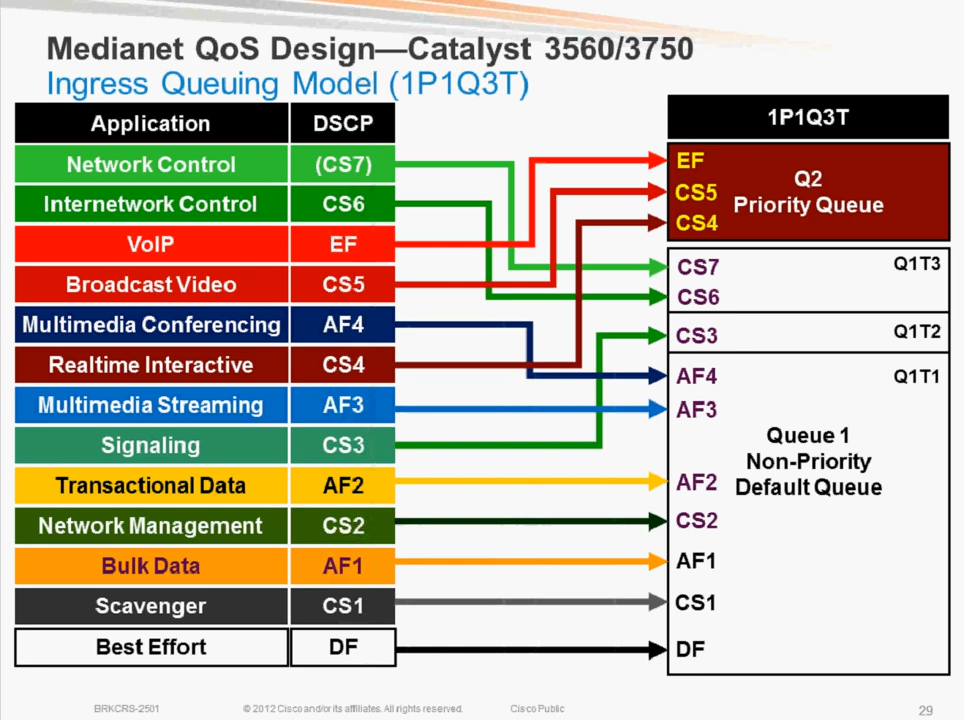 Medianet QoS Design—Catalyst 3560/3750
Ingress Queuing Model (1P1Q3T)
Application DSCP
Network Control (CS7)
Internetwork Control CS6
VoIP EF
Broadcast Video CS5
Multimedia Conferencing AF4
Realtime Interactive CS4
Multimedia Streaming AF3
Signaling CS3
Transactional Data AF2
Network Management CS2
Bulk Data AF1
Scavenger CS1
Best Effort DF
1P1Q3T
EF
CS5
CS4
Q2
Priority Queue
CS7 Q1T3
CS6
CS3 Q1T2
AF4 Q1T1
AF3
Queue 1
Non-Priority
Default Queue
AF2
CS2
AF1
CS1
DF
BRKCRS-2501 © 2012 Cisco and/or its affiliates. All rights reserved. Cisco Public 29